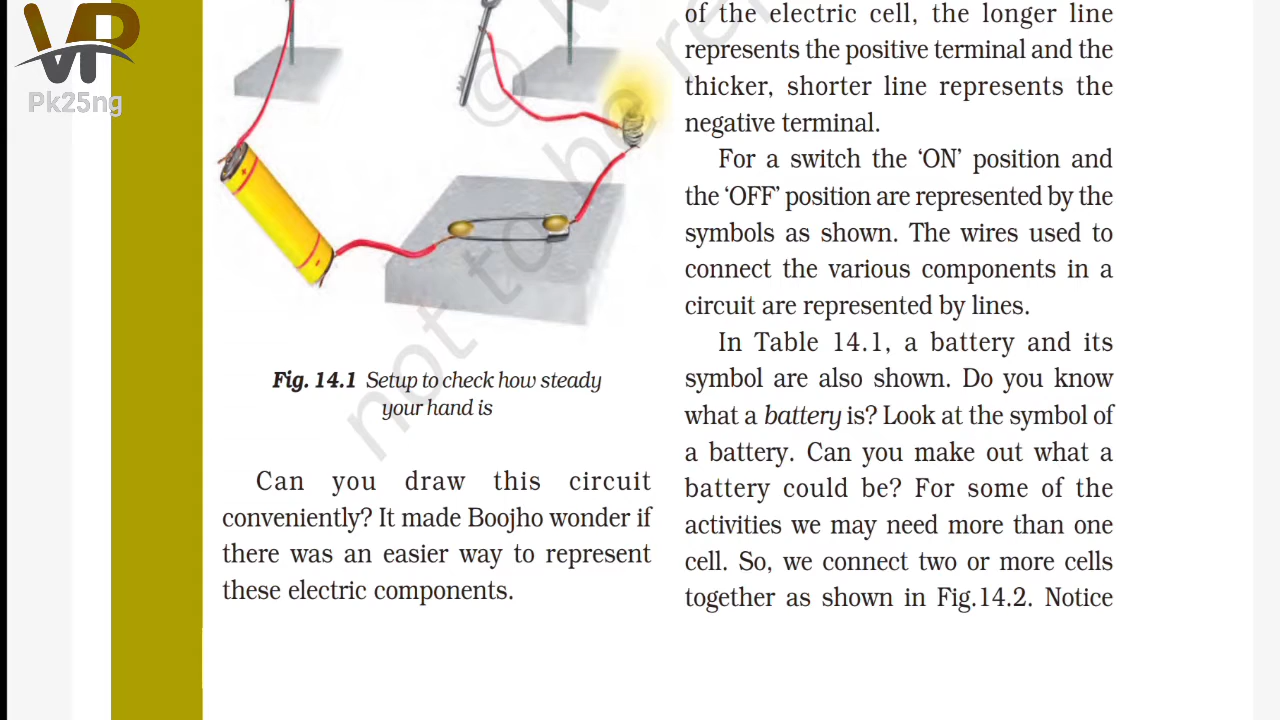 VP
Pk25ng
Fig. 14.1 Setup to check how steady
your hand is
Can you draw this circuit
conveniently? It made Boojho wonder if
there was an easier way to represent
these electric components.
of the electric cell, the longer line
represents the positive terminal and the
thicker, shorter line represents the
negative terminal.
For a switch the ‘ON’ position and
the ‘OFF’ position are represented by the
symbols as shown. The wires used to
connect the various components in a
circuit are represented by lines.
In Table 14.1, a battery and its
symbol are also shown. Do you know
what a battery is? Look at the symbol of
a battery. Can you make out what a
battery could be? For some of the
activities we may need more than one
cell. So, we connect two or more cells
together as shown in Fig.14.2. Notice
© N
not to be re